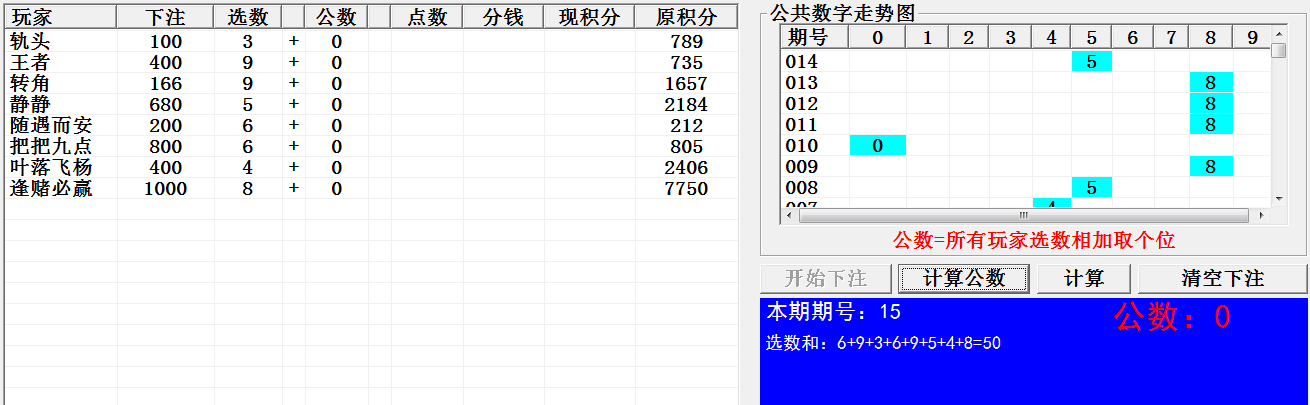 玩家 下注 选数 公数 点数 分钱 现积分 原积分
轨头 100 3 + 0 789
王者 400 9 + 0 735
转角 166 9 + 0 1657
静静 680 5 + 0 2184
随遇而安 200 6 + 0 212
把把九点 800 6 + 0 805
叶落飞杨 400 4 + 0 2406
逢赌必赢 1000 8 + 0 7750
公共数字走势图
期号 0 1 2 3 4 5 6 7 8 9
014 5
013 8
012 8
011 8
010 0
009 8
008 5
007 4
公数=所有玩家选数相加取个位
开始下注 计算公数 计算 清空下注
本期期号：15 公数：0
选数和：6+9+3+6+9+5+4+8=50